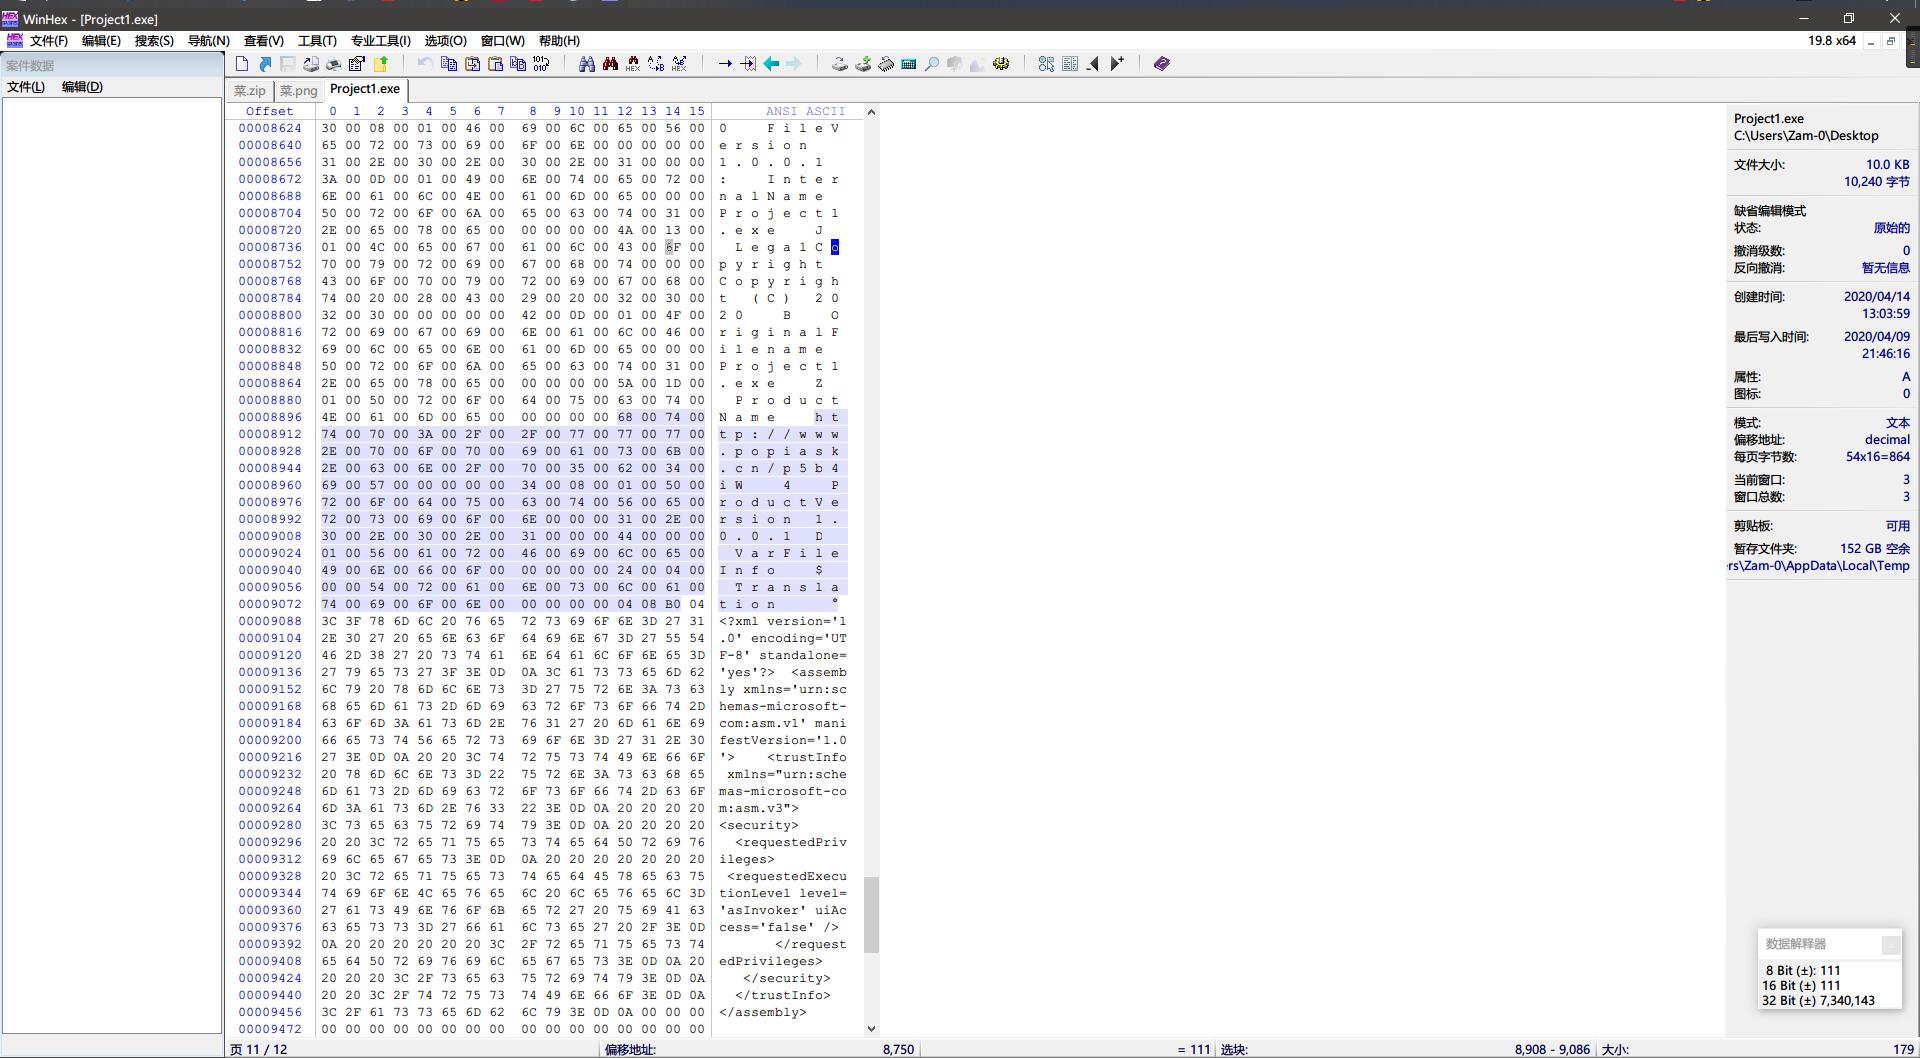 WinHex - [Project1.exe]
文件(F) 编辑(E) 搜索(S) 导航(N) 查看(V) 工具(T) 专业工具(I) 选项(O) 窗口(W) 帮助(H)
19.8 x64
案件数据
文件(L) 编辑(D)
菜.zip 菜.png Project1.exe
Offset 0 1 2 3 4 5 6 7 8 9 10 11 12 13 14 15 ANSI ASCII
00008624 30 00 08 00 01 00 46 00 69 00 6C 00 65 00 56 00 0 F i l e V
00008640 65 00 72 00 73 00 69 00 6F 00 6E 00 00 00 00 00 e r s i o n
00008656 31 00 2E 00 30 00 2E 00 30 00 2E 00 31 00 00 00 1 . 0 . 0 . 1
00008672 3A 00 0D 00 01 00 49 00 6E 00 74 00 65 00 72 00 : I n t e r
00008688 6E 00 61 00 6C 00 4E 00 61 00 6D 00 65 00 00 00 n a l N a m e
00008704 50 00 72 00 6F 00 6A 00 65 00 63 00 74 00 31 00 P r o j e c t 1
00008720 2E 00 65 00 78 00 65 00 00 00 00 00 4A 00 13 00 . e x e J
00008736 01 00 4C 00 65 00 67 00 61 00 6C 00 43 00 6F 00 L e g a l C o
00008752 70 00 79 00 72 00 69 00 67 00 68 00 74 00 00 00 p y r i g h t
00008768 43 00 6F 00 70 00 79 00 72 00 69 00 67 00 68 00 C o p y r i g h
00008784 74 00 20 00 28 00 43 00 29 00 20 00 32 00 30 00 t ( C ) 2 0
00008800 32 00 30 00 00 00 00 00 42 00 0D 00 01 00 4F 00 2 0 B O
00008816 72 00 69 00 67 00 69 00 6E 00 61 00 6C 00 46 00 r i g i n a l F
00008832 69 00 6C 00 65 00 6E 00 61 00 6D 00 65 00 00 00 i l e n a m e
00008848 50 00 72 00 6F 00 6A 00 65 00 63 00 74 00 31 00 P r o j e c t 1
00008864 2E 00 65 00 78 00 65 00 00 00 00 00 5A 00 1D 00 . e x e Z
00008880 01 00 50 00 72 00 6F 00 64 00 75 00 63 00 74 00 P r o d u c t
00008896 4E 00 61 00 6D 00 65 00 00 00 00 00 68 00 74 00 N a m e h t
00008912 74 00 70 00 3A 00 2F 00 2F 00 77 00 77 00 77 00 t p : / / w w w
00008928 2E 00 70 00 6F 00 70 00 69 00 61 00 73 00 6B 00 . p o p i a s k
00008944 2E 00 63 00 6E 00 2F 00 70 00 35 00 62 00 34 00 . c n / p 5 b 4
00008960 69 00 57 00 00 00 00 00 34 00 08 00 01 00 50 00 i W 4 P
00008976 72 00 6F 00 64 00 75 00 63 00 74 00 56 00 65 00 r o d u c t V e
00008992 72 00 73 00 69 00 6F 00 6E 00 00 00 31 00 2E 00 r s i o n 1 .
00009008 30 00 2E 00 30 00 2E 00 31 00 00 00 44 00 00 00 0 . 0 . 1 D
00009024 01 00 56 00 61 00 72 00 46 00 69 00 6C 00 65 00 V a r F i l e
00009040 49 00 6E 00 66 00 6F 00 00 00 00 00 24 00 04 00 I n f o $
00009056 00 00 54 00 72 00 61 00 6E 00 73 00 6C 00 61 00 T r a n s l a
00009072 74 00 69 00 6F 00 6E 00 00 00 00 00 04 08 B0 04 t i o n °
00009088 3C 3F 78 6D 6C 20 76 65 72 73 69 6F 6E 3D 27 31 <?xml version='1
00009104 2E 30 27 20 65 6E 63 6F 64 69 6E 67 3D 27 55 54 .0' encoding='UT
00009120 46 2D 38 27 20 73 74 61 6E 64 61 6C 6F 6E 65 3D F-8' standalone=
00009136 27 79 65 73 27 3F 3E 0D 0A 3C 61 73 73 65 6D 62 'yes'?> <assemb
00009152 6C 79 20 78 6D 6C 6E 73 3D 27 75 72 6E 3A 73 63 ly xmlns='urn:sc
00009168 68 65 6D 61 73 2D 6D 69 63 72 6F 73 6F 66 74 2D hemas-microsoft-
00009184 63 6F 6D 3A 61 73 6D 2E 76 31 27 20 6D 61 6E 69 com:asm.v1' mani
00009200 66 65 73 74 56 65 72 73 69 6F 6E 3D 27 31 2E 30 festVersion='1.0
00009216 27 3E 0D 0A 20 20 3C 74 72 75 73 74 49 6E 66 6F '> <trustInfo
00009232 20 78 6D 6C 6E 73 3D 22 75 72 6E 3A 73 63 68 65 xmlns="urn:sche
00009248 6D 61 73 2D 6D 69 63 72 6F 73 6F 66 74 2D 63 6F mas-microsoft-co
00009264 6D 3A 61 73 6D 2E 76 33 22 3E 0D 0A 20 20 20 20 m:asm.v3">
00009280 3C 73 65 63 75 72 69 74 79 3E 0D 0A 20 20 20 20 <security>
00009296 20 20 3C 72 65 71 75 65 73 74 65 64 50 72 69 76 <requestedPriv
00009312 69 6C 65 67 65 73 3E 0D 0A 20 20 20 20 20 20 20 ileges>
00009328 20 3C 72 65 71 75 65 73 74 65 64 45 78 65 63 75 <requestedExecu
00009344 74 69 6F 6E 4C 65 76 65 6C 20 6C 65 76 65 6C 3D tionLevel level=
00009360 27 61 73 49 6E 76 6F 6B 65 72 27 20 75 69 41 63 'asInvoker' uiAc
00009376 63 65 73 73 3D 27 66 61 6C 73 65 27 20 2F 3E 0D cess='false' />
00009392 0A 20 20 20 20 20 20 3C 2F 72 65 71 75 65 73 74 </request
00009408 65 64 50 72 69 76 69 6C 65 67 65 73 3E 0D 0A 20 edPrivileges>
00009424 20 20 20 3C 2F 73 65 63 75 72 69 74 79 3E 0D 0A </security>
00009440 20 20 3C 2F 74 72 75 73 74 49 6E 66 6F 3E 0D 0A </trustInfo>
00009456 3C 2F 61 73 73 65 6D 62 6C 79 3E 0D 0A 00 00 00 </assembly>
00009472 00 00 00 00 00 00 00 00 00 00 00 00 00 00 00 00
Project1.exe
C:\Users\Zam-0\Desktop
文件大小: 10.0 KB
10,240 字节
缺省编辑模式
状态: 原始的
撤消级数: 0
反向撤消: 暂无信息
创建时间: 2020/04/14
13:03:59
最后写入时间: 2020/04/09
21:46:16
属性: A
图标: 0
模式: 文本
偏移地址: decimal
每页字节数: 54x16=864
当前窗口: 3
窗口总数: 3
剪贴板: 可用
暂存文件夹: 152 GB 空余
rs\Zam-0\AppData\Local\Temp
数据解释器
8 Bit (±): 111
16 Bit (±) 111
32 Bit (±) 7,340,143
页 11 / 12 偏移地址: 8,750 = 111 选块: 8,908 - 9,086 大小: 179